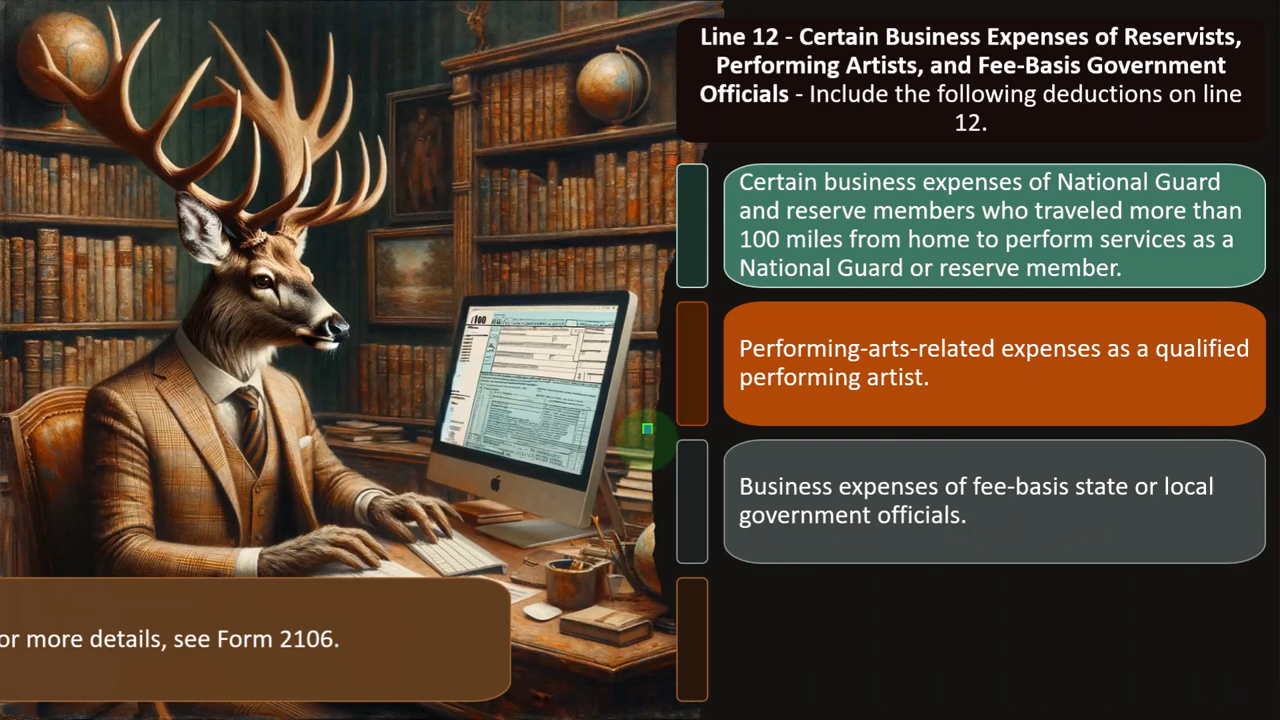 Line 12 - Certain Business Expenses of Reservists,
Performing Artists, and Fee-Basis Government
Officials - Include the following deductions on line
12.
Certain business expenses of National Guard
and reserve members who traveled more than
100 miles from home to perform services as a
National Guard or reserve member.
Performing-arts-related expenses as a qualified
performing artist.
Business expenses of fee-basis state or local
government officials.
or more details, see Form 2106.